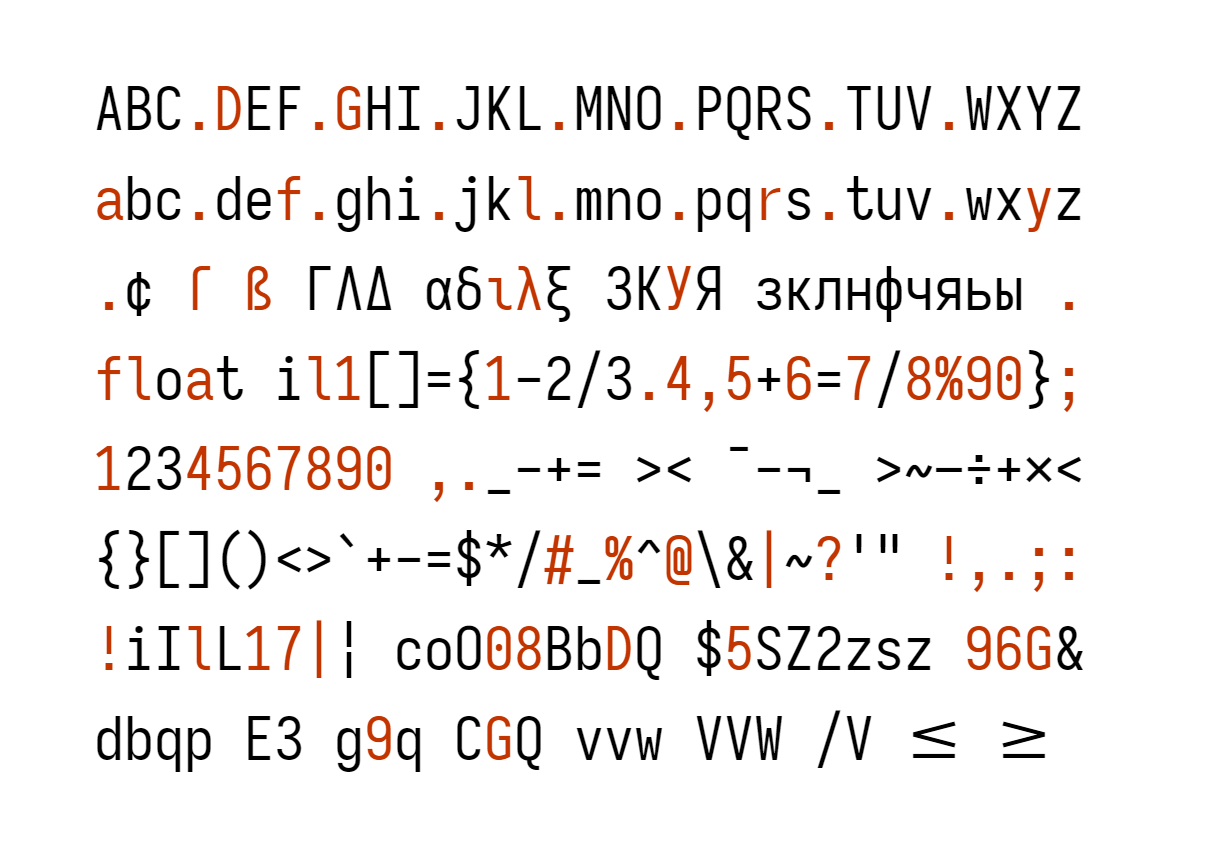 ABC.DEF.GHI.JKL.MNO.PQRS.TUV.WXYZ
abc.def.ghi.jkl.mno.pqrs.tuv.wxyz
.¢ ſ ß ΓΛΔ αδιλξ ЗКУЯ зклнфчяьы .
float il1[]={1-2/3.4,5+6=7/8%90};
1234567890 ,._-+= >< ¯-¬_ >~–÷+×<
{}[]()<>`+-=$*/#_%^@\&|~?'" !,.;:
!iIlL17|¦ coO08BbDQ $5SZ2zsz 96G&
dbqp E3 g9q CGQ vvw VVW /V ≤ ≥